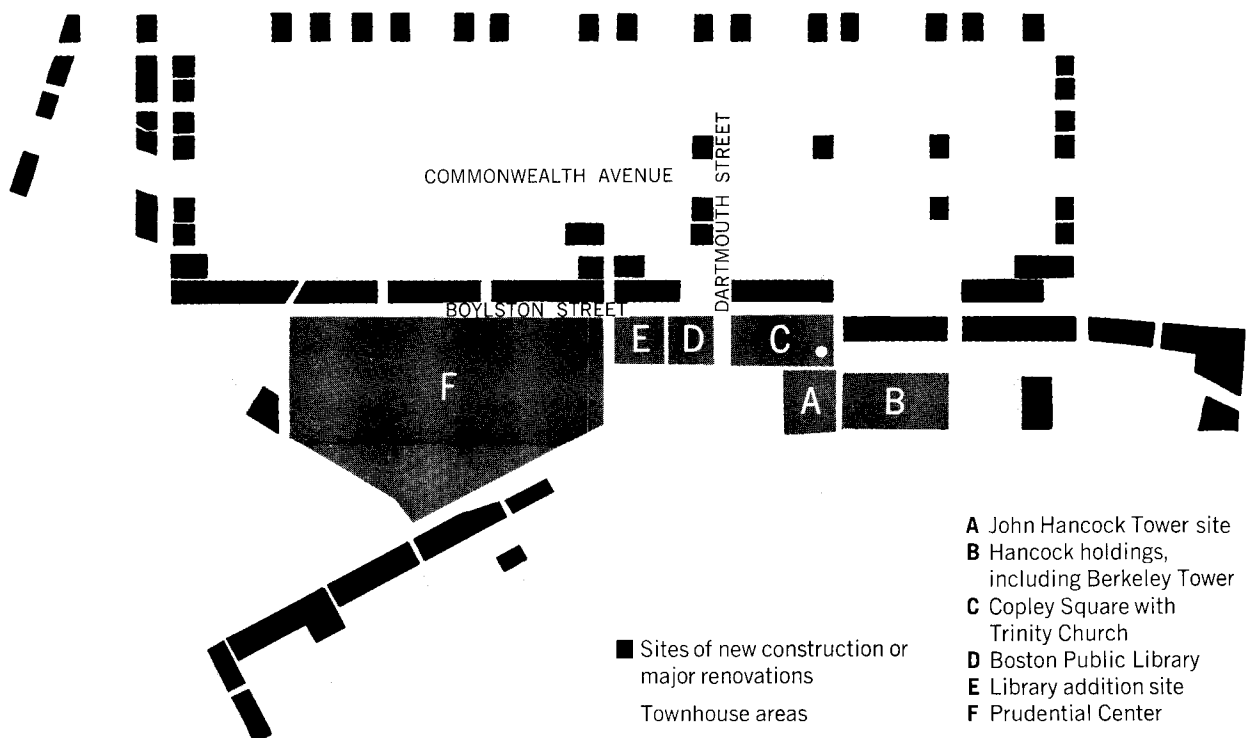 COMMONWEALTH AVENUE
DARTMOUTH STREET
BOYLSTON STREET
E
D
C
F
A
B
A John Hancock Tower site
B Hancock holdings,
including Berkeley Tower
C Copley Square with
Trinity Church
D Boston Public Library
E Library addition site
F Prudential Center
Sites of new construction or
major renovations
Townhouse areas